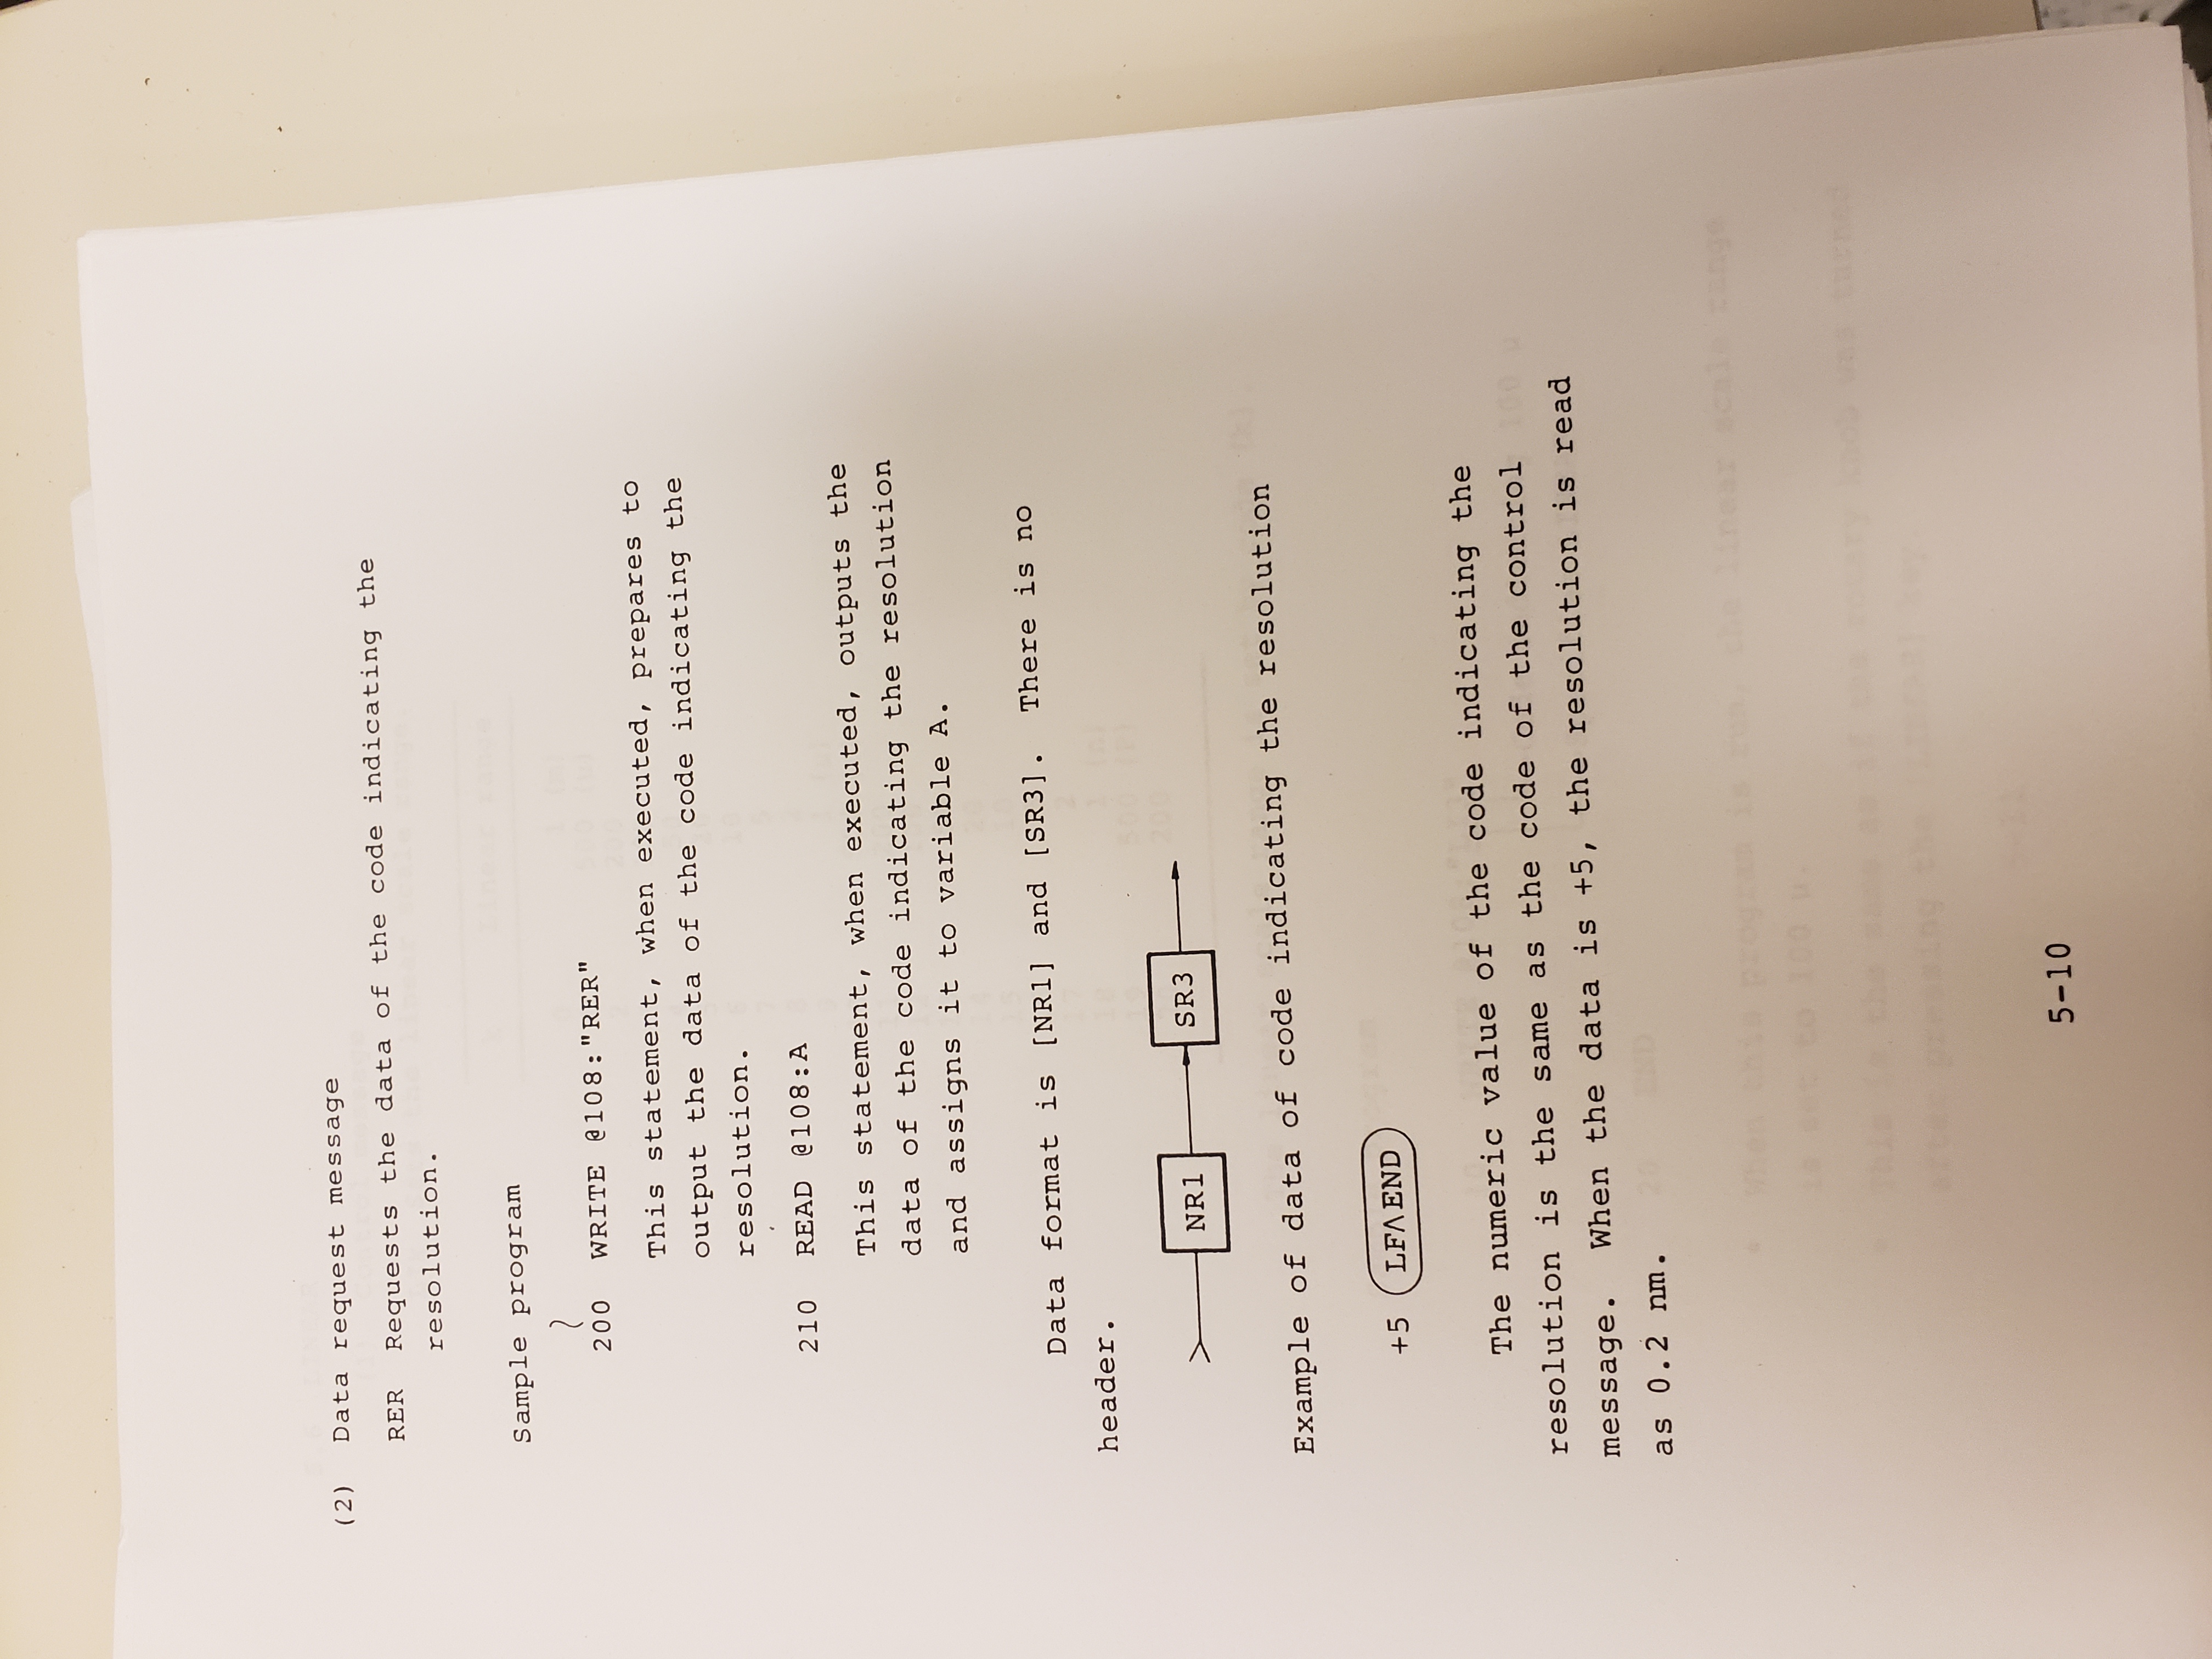 (2) Data request message
RER Requests the data of the code indicating the
resolution.
Sample program
200 WRITE @108:"RER"
This statement, when executed, prepares to
output the data of the code indicating the
resolution.
210 READ @108:A
This statement, when executed, outputs the
data of the code indicating the resolution
and assigns it to variable A.
Data format is [NR1] and [SR3]. There is no
header.
NR1 SR3
Example of data of code indicating the resolution
+5 LFΛEND
The numeric value of the code indicating the
resolution is the same as the code of the control
message. When the data is +5, the resolution is read
as 0.2 nm.
5-10